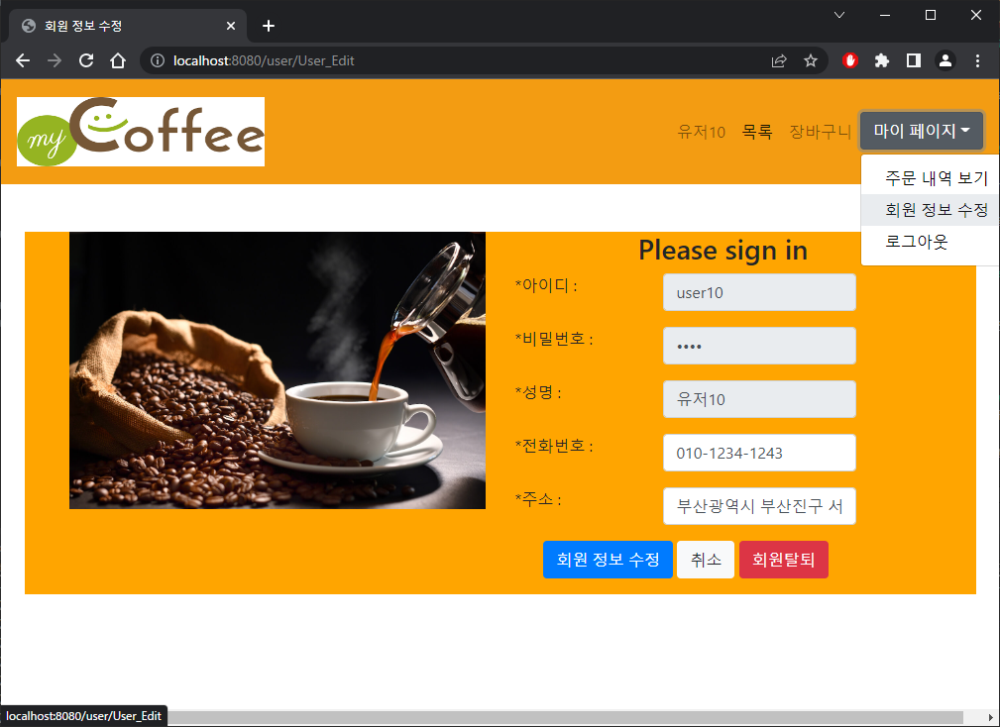 회원 정보 수정
localhost:8080/user/User_Edit
my Coffee
유저10 목록 장바구니 마이 페이지
주문 내역 보기
회원 정보 수정
로그아웃
Please sign in
*아이디 : user10
*비밀번호 : ••••
*성명 : 유저10
*전화번호 : 010-1234-1243
*주소 : 부산광역시 부산진구 서
회원 정보 수정 취소 회원탈퇴
localhost:8080/user/User_Edit